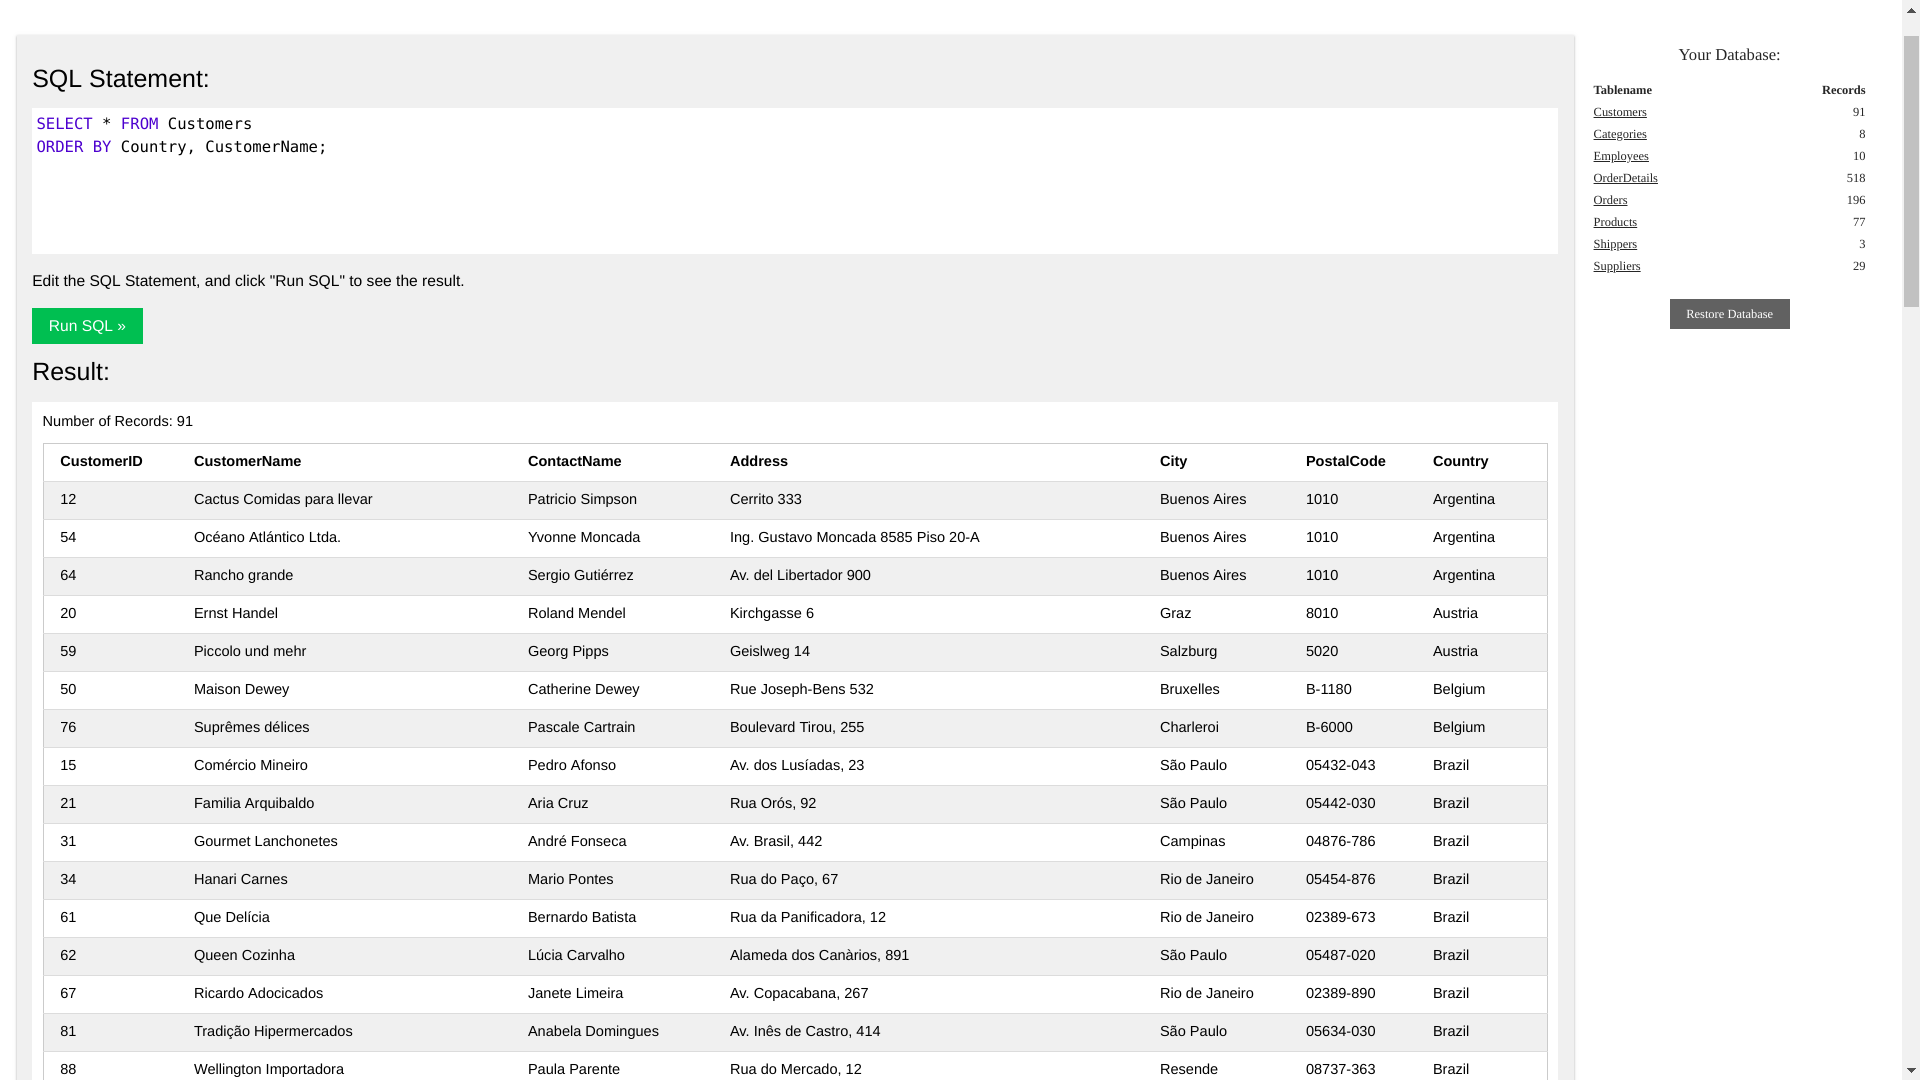 SQL Statement:
SELECT * FROM Customers
ORDER BY Country, CustomerName;
Edit the SQL Statement, and click "Run SQL" to see the result.
Run SQL »
Result:
Number of Records: 91
CustomerID CustomerName ContactName Address City PostalCode Country
12 Cactus Comidas para llevar Patricio Simpson Cerrito 333 Buenos Aires 1010 Argentina
54 Océano Atlántico Ltda. Yvonne Moncada Ing. Gustavo Moncada 8585 Piso 20-A Buenos Aires 1010 Argentina
64 Rancho grande Sergio Gutiérrez Av. del Libertador 900 Buenos Aires 1010 Argentina
20 Ernst Handel Roland Mendel Kirchgasse 6 Graz 8010 Austria
59 Piccolo und mehr Georg Pipps Geislweg 14 Salzburg 5020 Austria
50 Maison Dewey Catherine Dewey Rue Joseph-Bens 532 Bruxelles B-1180 Belgium
76 Suprêmes délices Pascale Cartrain Boulevard Tirou, 255 Charleroi B-6000 Belgium
15 Comércio Mineiro Pedro Afonso Av. dos Lusíadas, 23 São Paulo 05432-043 Brazil
21 Familia Arquibaldo Aria Cruz Rua Orós, 92 São Paulo 05442-030 Brazil
31 Gourmet Lanchonetes André Fonseca Av. Brasil, 442 Campinas 04876-786 Brazil
34 Hanari Carnes Mario Pontes Rua do Paço, 67 Rio de Janeiro 05454-876 Brazil
61 Que Delícia Bernardo Batista Rua da Panificadora, 12 Rio de Janeiro 02389-673 Brazil
62 Queen Cozinha Lúcia Carvalho Alameda dos Canàrios, 891 São Paulo 05487-020 Brazil
67 Ricardo Adocicados Janete Limeira Av. Copacabana, 267 Rio de Janeiro 02389-890 Brazil
81 Tradição Hipermercados Anabela Domingues Av. Inês de Castro, 414 São Paulo 05634-030 Brazil
88 Wellington Importadora Paula Parente Rua do Mercado, 12 Resende 08737-363 Brazil
Your Database:
Tablename Records
Customers 91
Categories 8
Employees 10
OrderDetails 518
Orders 196
Products 77
Shippers 3
Suppliers 29
Restore Database